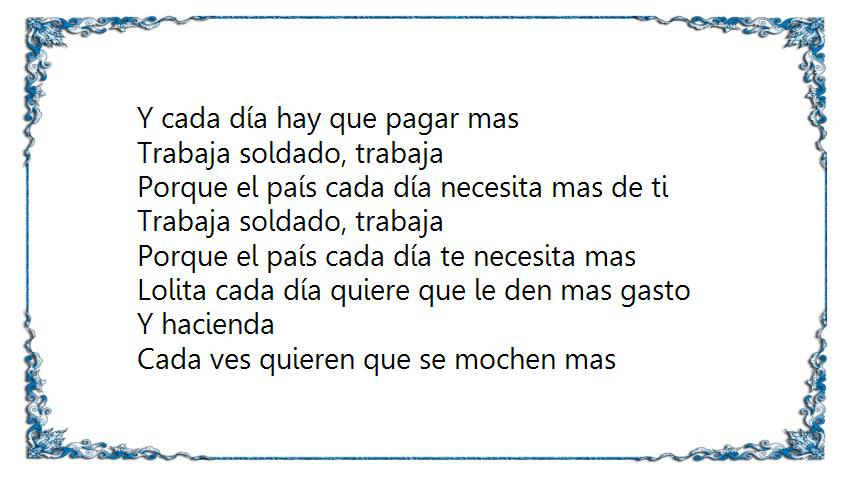 Y cada día hay que pagar mas
Trabaja soldado, trabaja
Porque el país cada día necesita mas de ti
Trabaja soldado, trabaja
Porque el país cada día te necesita mas
Lolita cada día quiere que le den mas gasto
Y hacienda
Cada ves quieren que se mochen mas